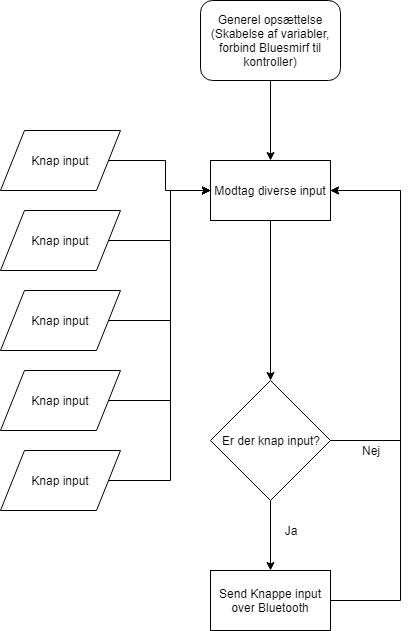 Generel opsættelse
(Skabelse af variabler,
forbind Bluesmirf til
kontroller)
Knap input
Modtag diverse input
Knap input
Knap input
Knap input
Knap input
Er der knap input?
Nej
Ja
Send Knappe input
over Bluetooth